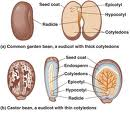 Seed coat
Epicotyl
Hypocotyl
Cotyledons
Radicle
(a) Common garden bean, a eudicot with thick cotyledons
Seed coat
Endosperm
Cotyledons
Epicotyl
Hypocotyl
Radicle
(b) Castor bean, a eudicot with thin cotyledons